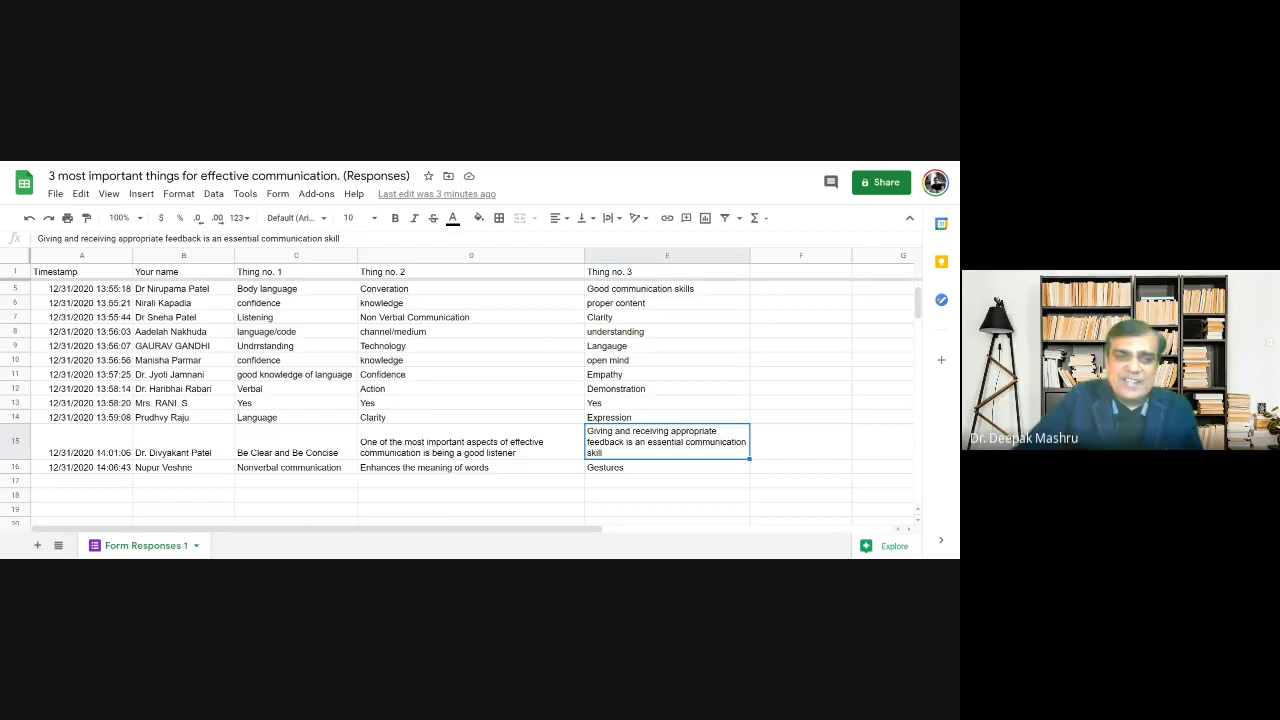 3 most important things for effective communication. (Responses)
File Edit View Insert Format Data Tools Form Add-ons Help Last edit was 3 minutes ago
Share
100% $ % .0 .00 123 Default (Ari... 10
fx Giving and receiving appropriate feedback is an essential communication skill
A B C D E F G
1 Timestamp Your name Thing no. 1 Thing no. 2 Thing no. 3
5 12/31/2020 13:55:18 Dr Nirupama Patel Body language Converation Good communication skills
6 12/31/2020 13:55:21 Nirali Kapadia confidence knowledge proper content
7 12/31/2020 13:55:44 Dr Sneha Patel Listening Non Verbal Communication Clarity
8 12/31/2020 13:56:03 Aadelah Nakhuda language/code channel/medium understanding
9 12/31/2020 13:56:07 GAURAV GANDHI Undrrstanding Technology Langauge
10 12/31/2020 13:56:56 Manisha Parmar confidence knowledge open mind
11 12/31/2020 13:57:25 Dr. Jyoti Jamnani good knowledge of language Confidence Empathy
12 12/31/2020 13:58:14 Dr. Haribhai Rabari Verbal Action Demonstration
13 12/31/2020 13:58:20 Mrs. RANI. S Yes Yes Yes
14 12/31/2020 13:59:08 Prudhvy Raju Language Clarity Expression
Giving and receiving appropriate
15 One of the most important aspects of effective feedback is an essential communication
12/31/2020 14:01:06 Dr. Divyakant Patel Be Clear and Be Concise communication is being a good listener skill
16 12/31/2020 14:06:43 Nupur Veshne Nonverbal communication Enhances the meaning of words Gestures
17
18
19
20
Form Responses 1 Explore
Dr. Deepak Mashru